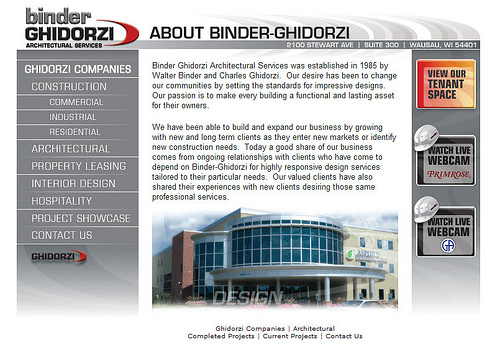 binder
GHIDORZI
ARCHITECTURAL SERVICES
ABOUT BINDER-GHIDORZI
2100 STEWART AVE | SUITE 300 | WAUSAU, WI 54401
GHIDORZI COMPANIES
CONSTRUCTION
COMMERCIAL
INDUSTRIAL
RESIDENTIAL
ARCHITECTURAL
PROPERTY LEASING
INTERIOR DESIGN
HOSPITALITY
PROJECT SHOWCASE
CONTACT US
GHIDORZI
Binder Ghidorzi Architectural Services was established in 1985 by
Walter Binder and Charles Ghidorzi. Our desire has been to change
our communities by setting the standards for impressive designs.
Our passion is to make every building a functional and lasting asset
for their owners.
We have been able to build and expand our business by growing
with new and long term clients as they enter new markets or identify
new construction needs. Today a good share of our business
comes from ongoing relationships with clients who have come to
depend on Binder-Ghidorzi for highly responsive design services
tailored to their particular needs. Our valued clients have also
shared their experiences with new clients desiring those same
professional services.
DESIGN
VIEW OUR
TENANT
SPACE
WATCH LIVE
WEBCAM
PRIMROSE
WATCH LIVE
WEBCAM
Ghidorzi Companies | Architectural
Completed Projects | Current Projects | Contact Us